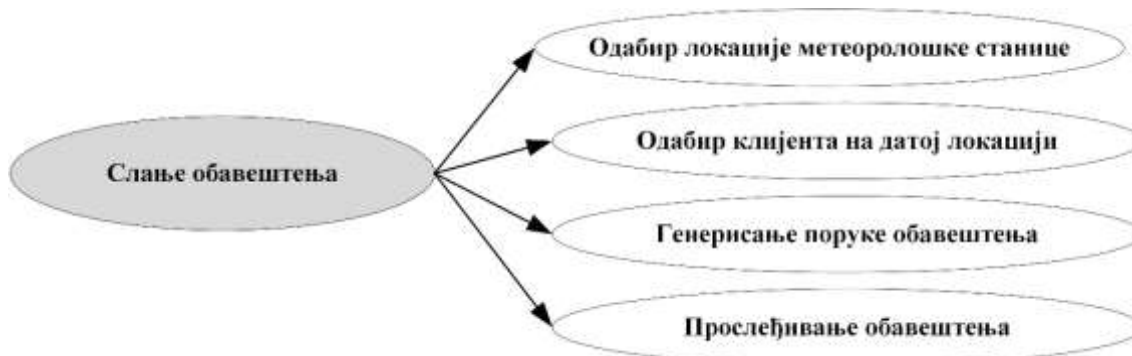 Одабир локације метеоролошке станице
Одабир клијента на датој локацији
Слање обавештења
Генерисање поруке обавештења
Прослеђивање обавештења